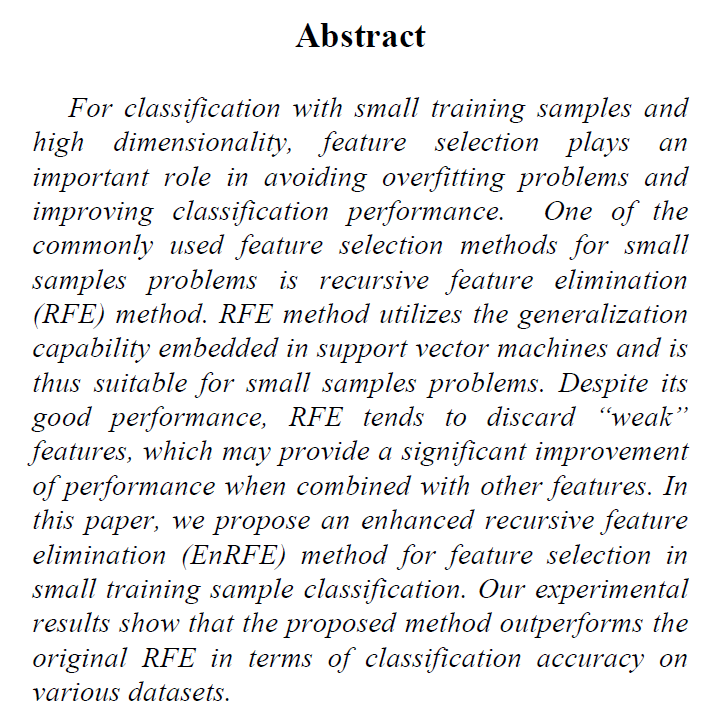 Abstract
For classification with small training samples and
high dimensionality, feature selection plays an
important role in avoiding overfitting problems and
improving classification performance. One of the
commonly used feature selection methods for small
samples problems is recursive feature elimination
(RFE) method. RFE method utilizes the generalization
capability embedded in support vector machines and is
thus suitable for small samples problems. Despite its
good performance, RFE tends to discard “weak”
features, which may provide a significant improvement
of performance when combined with other features. In
this paper, we propose an enhanced recursive feature
elimination (EnRFE) method for feature selection in
small training sample classification. Our experimental
results show that the proposed method outperforms the
original RFE in terms of classification accuracy on
various datasets.